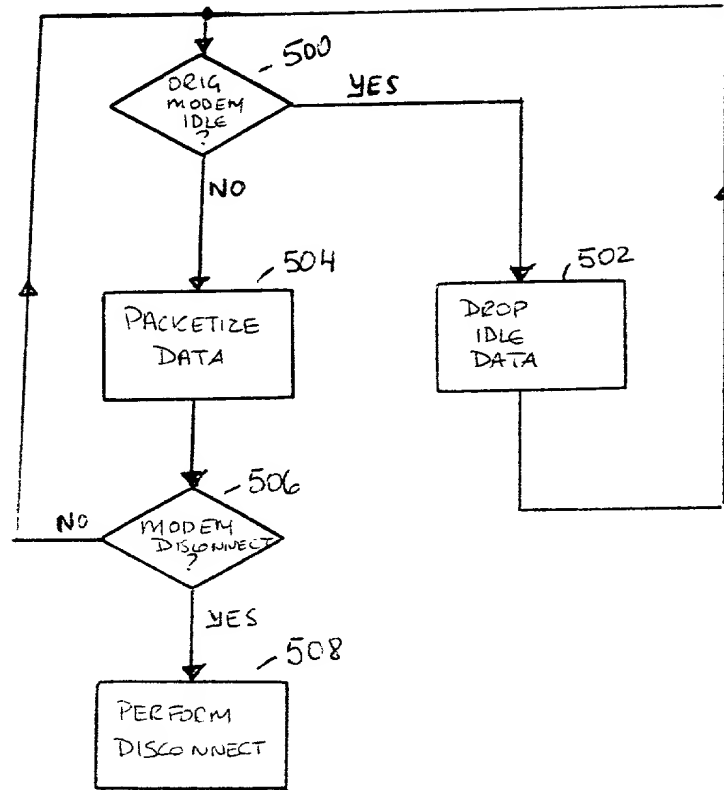 500
ORIG
MODEM
IDLE
?
YES
NO
504
502
PACKETIZE
DATA
DROP
IDLE
DATA
506
NO
MODEM
DISCONNECT
?
YES
508
PERFORM
DISCONNECT